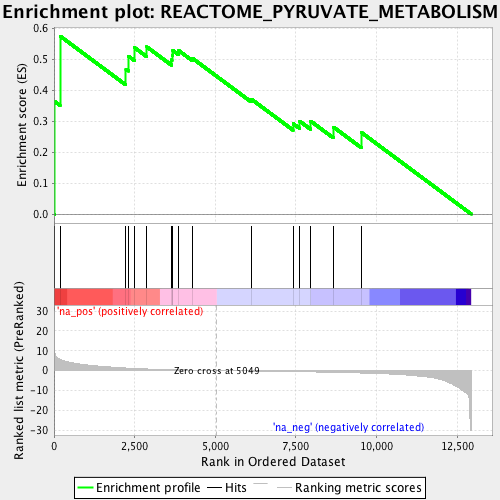 Enrichment plot: REACTOME_PYRUVATE_METABOLISM
Enrichment score (ES)
0.6
0.5
0.4
0.3
0.2
0.1
0.0
'na_pos' (positively correlated)
Ranked list metric (PreRanked)
30
20
10
0
-10
-20
-30
Zero cross at 5049
'na_neg' (negatively correlated)
0
2,500
5,000
7,500
10,000
12,500
Rank in Ordered Dataset
Enrichment profile
Hits
Ranking metric scores